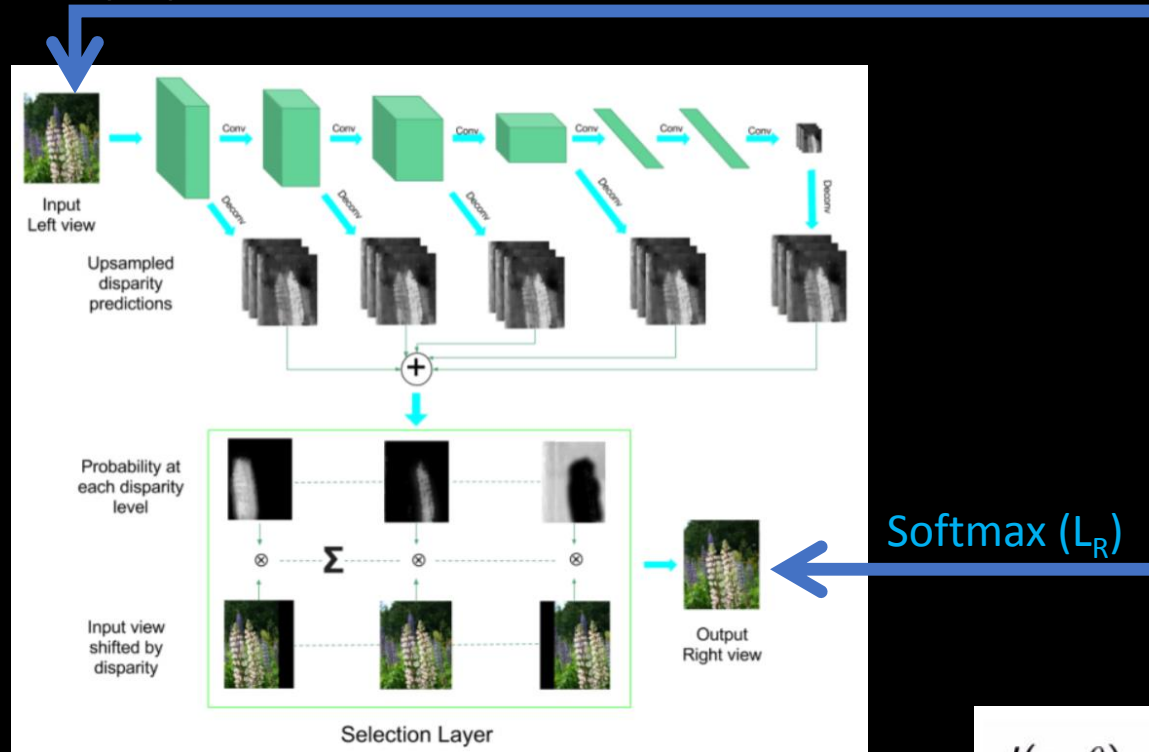 Conv
Conv
Conv
Conv
Conv
Conv
Input
Left view
Deconv
Deconv
Deconv
Deconv
Deconv
Upsampled
disparity
predictions
+
Probability at
each disparity
level
⊗ Σ ⊗ ⊗
Softmax (L_R)
Input view
shifted by
disparity
Output
Right view
Selection Layer